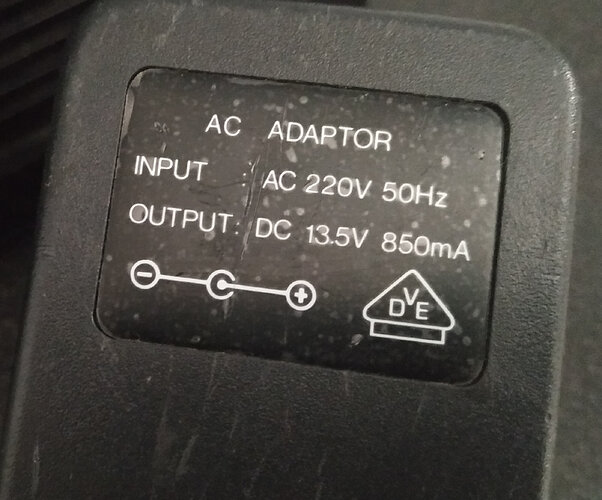 AC ADAPTOR
INPUT : AC 220V 50Hz
OUTPUT: DC 13.5V 850mA
DVE